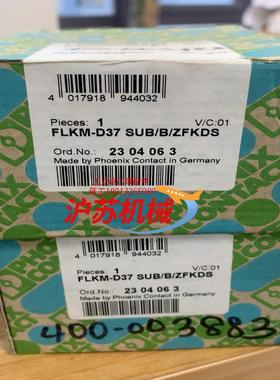 4 017918 944032
Pieces: 1 V/C:01
FLKM-D37 SUB/B/ZFKDS
Ord.No.: 23 04 06 3
Made by Phoenix Contact in Germany
沪苏机械
4 017918 944032
Pieces: 1 V/C:01
FLKM-D37 SUB/B/ZFKDS
Ord.No.: 23 04 06 3
Made by Phoenix Contact in Germany
400-003883